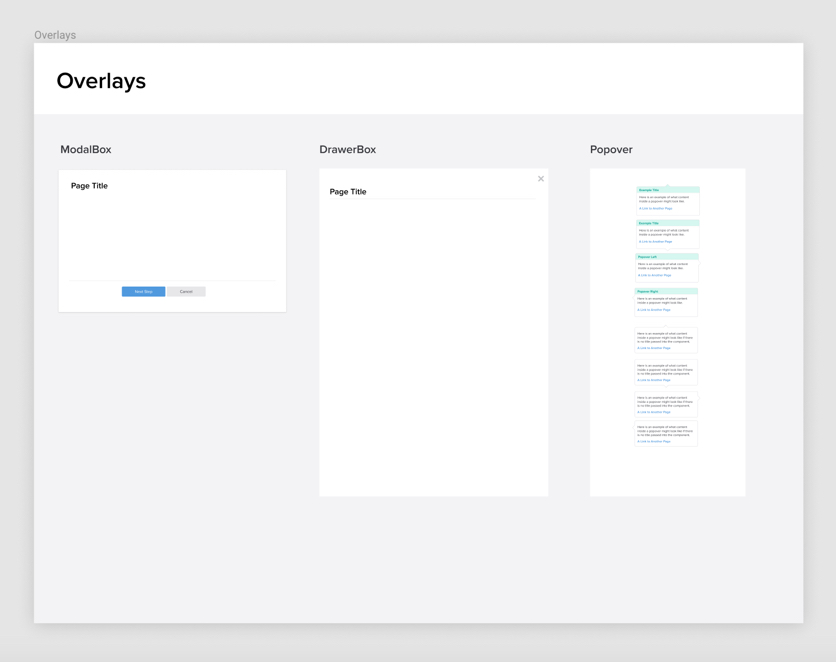 Overlays
Overlays
ModalBox
Page Title
Next Step
Cancel
DrawerBox
Page Title
Popover
Example Title
Here is an example of what content
inside a popover might look like.
A Link to Another Page
Example Title
Here is an example of what content
inside a popover might look like.
A Link to Another Page
Popover Left
Here is an example of what content
inside a popover might look like.
A Link to Another Page
Popover Right
Here is an example of what content
inside a popover might look like.
A Link to Another Page
Here is an example of what content
inside a popover might look like if there
is no title passed into the component.
A Link to Another Page
Here is an example of what content
inside a popover might look like if there
is no title passed into the component.
A Link to Another Page
Here is an example of what content
inside a popover might look like if there
is no title passed into the component.
A Link to Another Page
Here is an example of what content
inside a popover might look like if there
is no title passed into the component.
A Link to Another Page